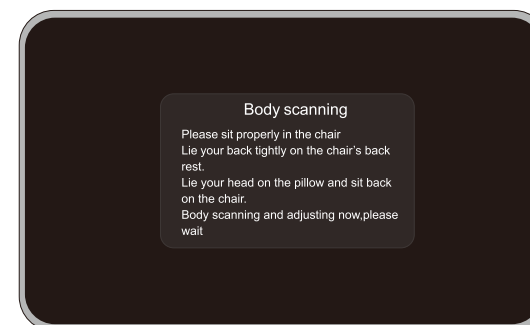 Body scanning
Please sit properly in the chair
Lie your back tightly on the chair's back
rest.
Lie your head on the pillow and sit back
on the chair.
Body scanning and adjusting now,please
wait